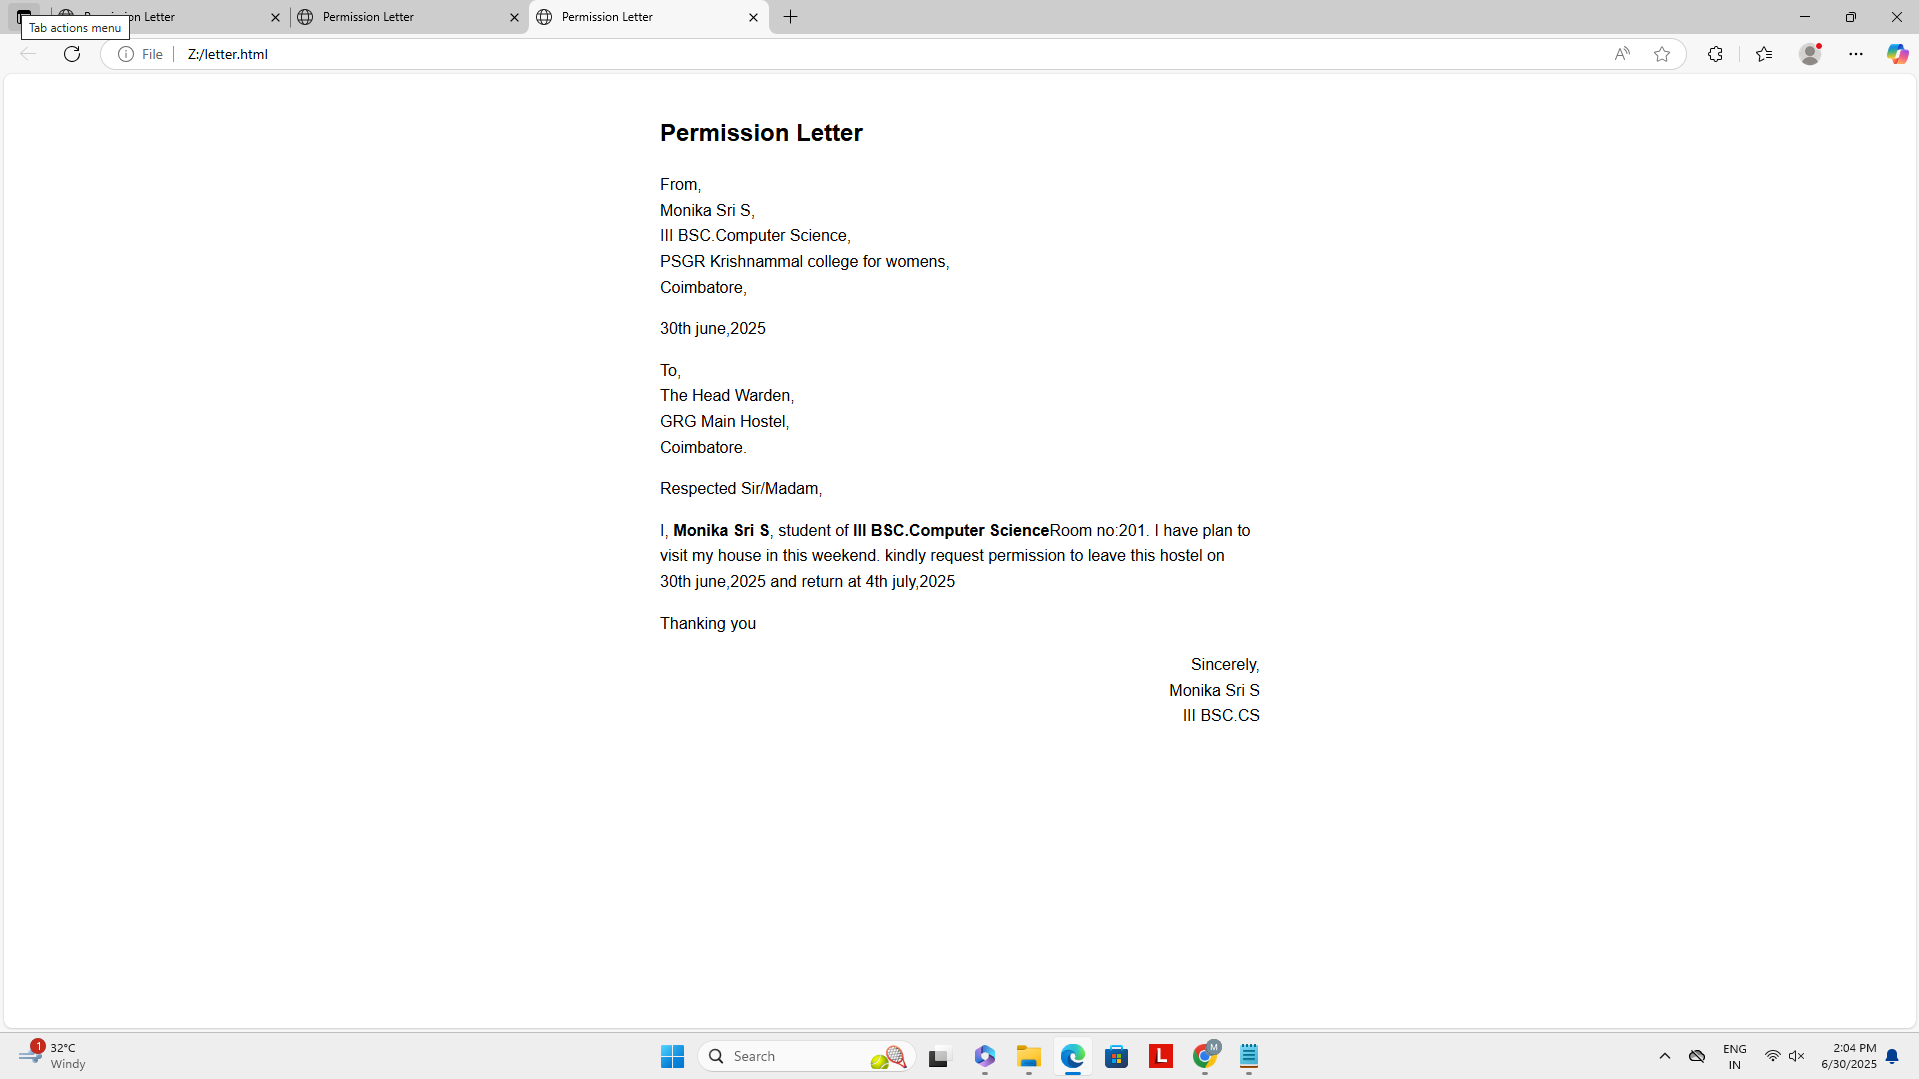 Permission Letter
Permission Letter
Permission Letter
Tab actions menu
File
Z:/letter.html
Permission Letter
From,
Monika Sri S,
III BSC.Computer Science,
PSGR Krishnammal college for womens,
Coimbatore,
30th june,2025
To,
The Head Warden,
GRG Main Hostel,
Coimbatore.
Respected Sir/Madam,
I, Monika Sri S, student of III BSC.Computer ScienceRoom no:201. I have plan to
visit my house in this weekend. kindly request permission to leave this hostel on
30th june,2025 and return at 4th july,2025
Thanking you
Sincerely,
Monika Sri S
III BSC.CS
1
32°C
Windy
Search
L
M
ENG
IN
2:04 PM
6/30/2025